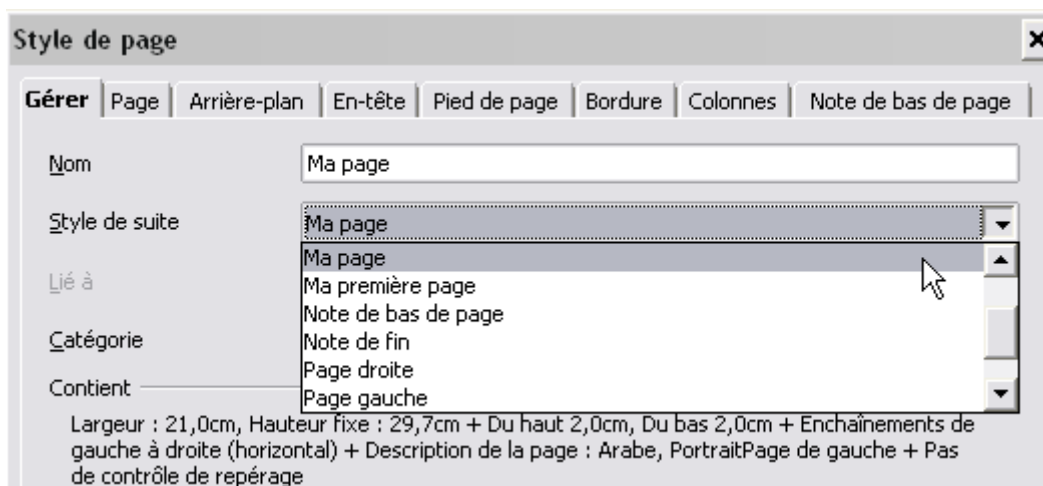 Style de page
Gérer Page Arrière-plan En-tête Pied de page Bordure Colonnes Note de bas de page
Nom Ma page
Style de suite Ma page
Ma page
Lié à
Ma première page
Note de bas de page
Catégorie Note de fin
Page droite
Contient
Page gauche
Largeur : 21,0cm, Hauteur fixe : 29,7cm + Du haut 2,0cm, Du bas 2,0cm + Enchaînements de
gauche à droite (horizontal) + Description de la page : Arabe, PortraitPage de gauche + Pas
de contrôle de repérage